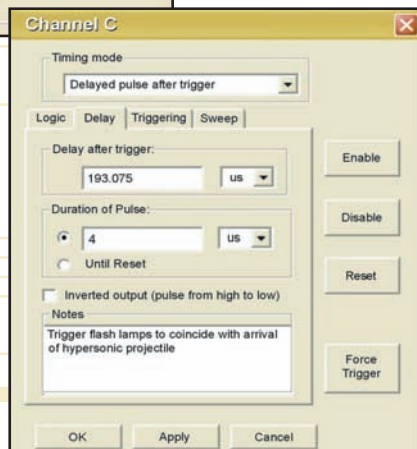 Channel C
Timing mode
Delayed pulse after trigger
Logic Delay Triggering Sweep
Delay after trigger:
193.075 us
Duration of Pulse:
4 us
Until Reset
Inverted output (pulse from high to low)
Notes
Trigger flash lamps to coincide with arrival
of hypersonic projectile
Enable
Disable
Reset
Force
Trigger
OK Apply Cancel